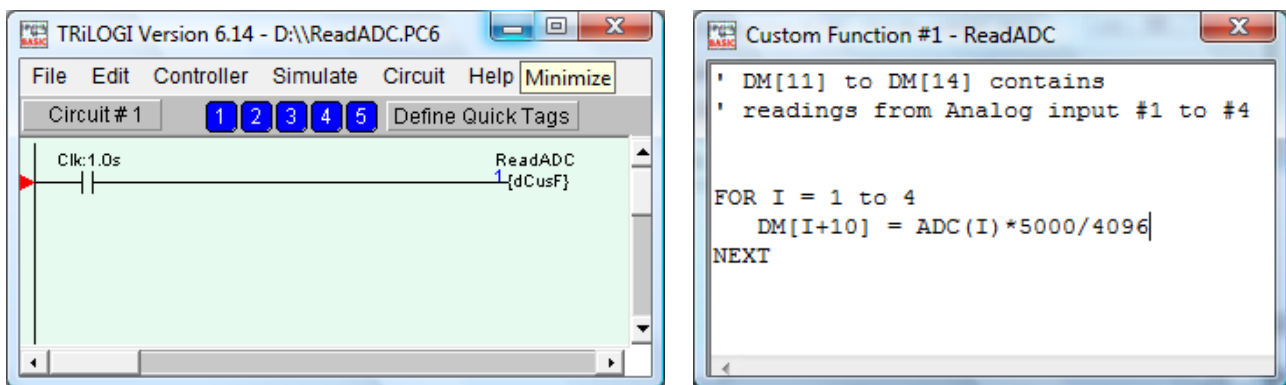 TRiLOGI Version 6.14 - D:\\ReadADC.PC6
File Edit Controller Simulate Circuit Help Minimize
Circuit # 1 1 2 3 4 5 Define Quick Tags
Clk:1.0s ReadADC
1 {dCusF}
Custom Function #1 - ReadADC
' DM[11] to DM[14] contains
' readings from Analog input #1 to #4
FOR I = 1 to 4
DM[I+10] = ADC(I)*5000/4096
NEXT